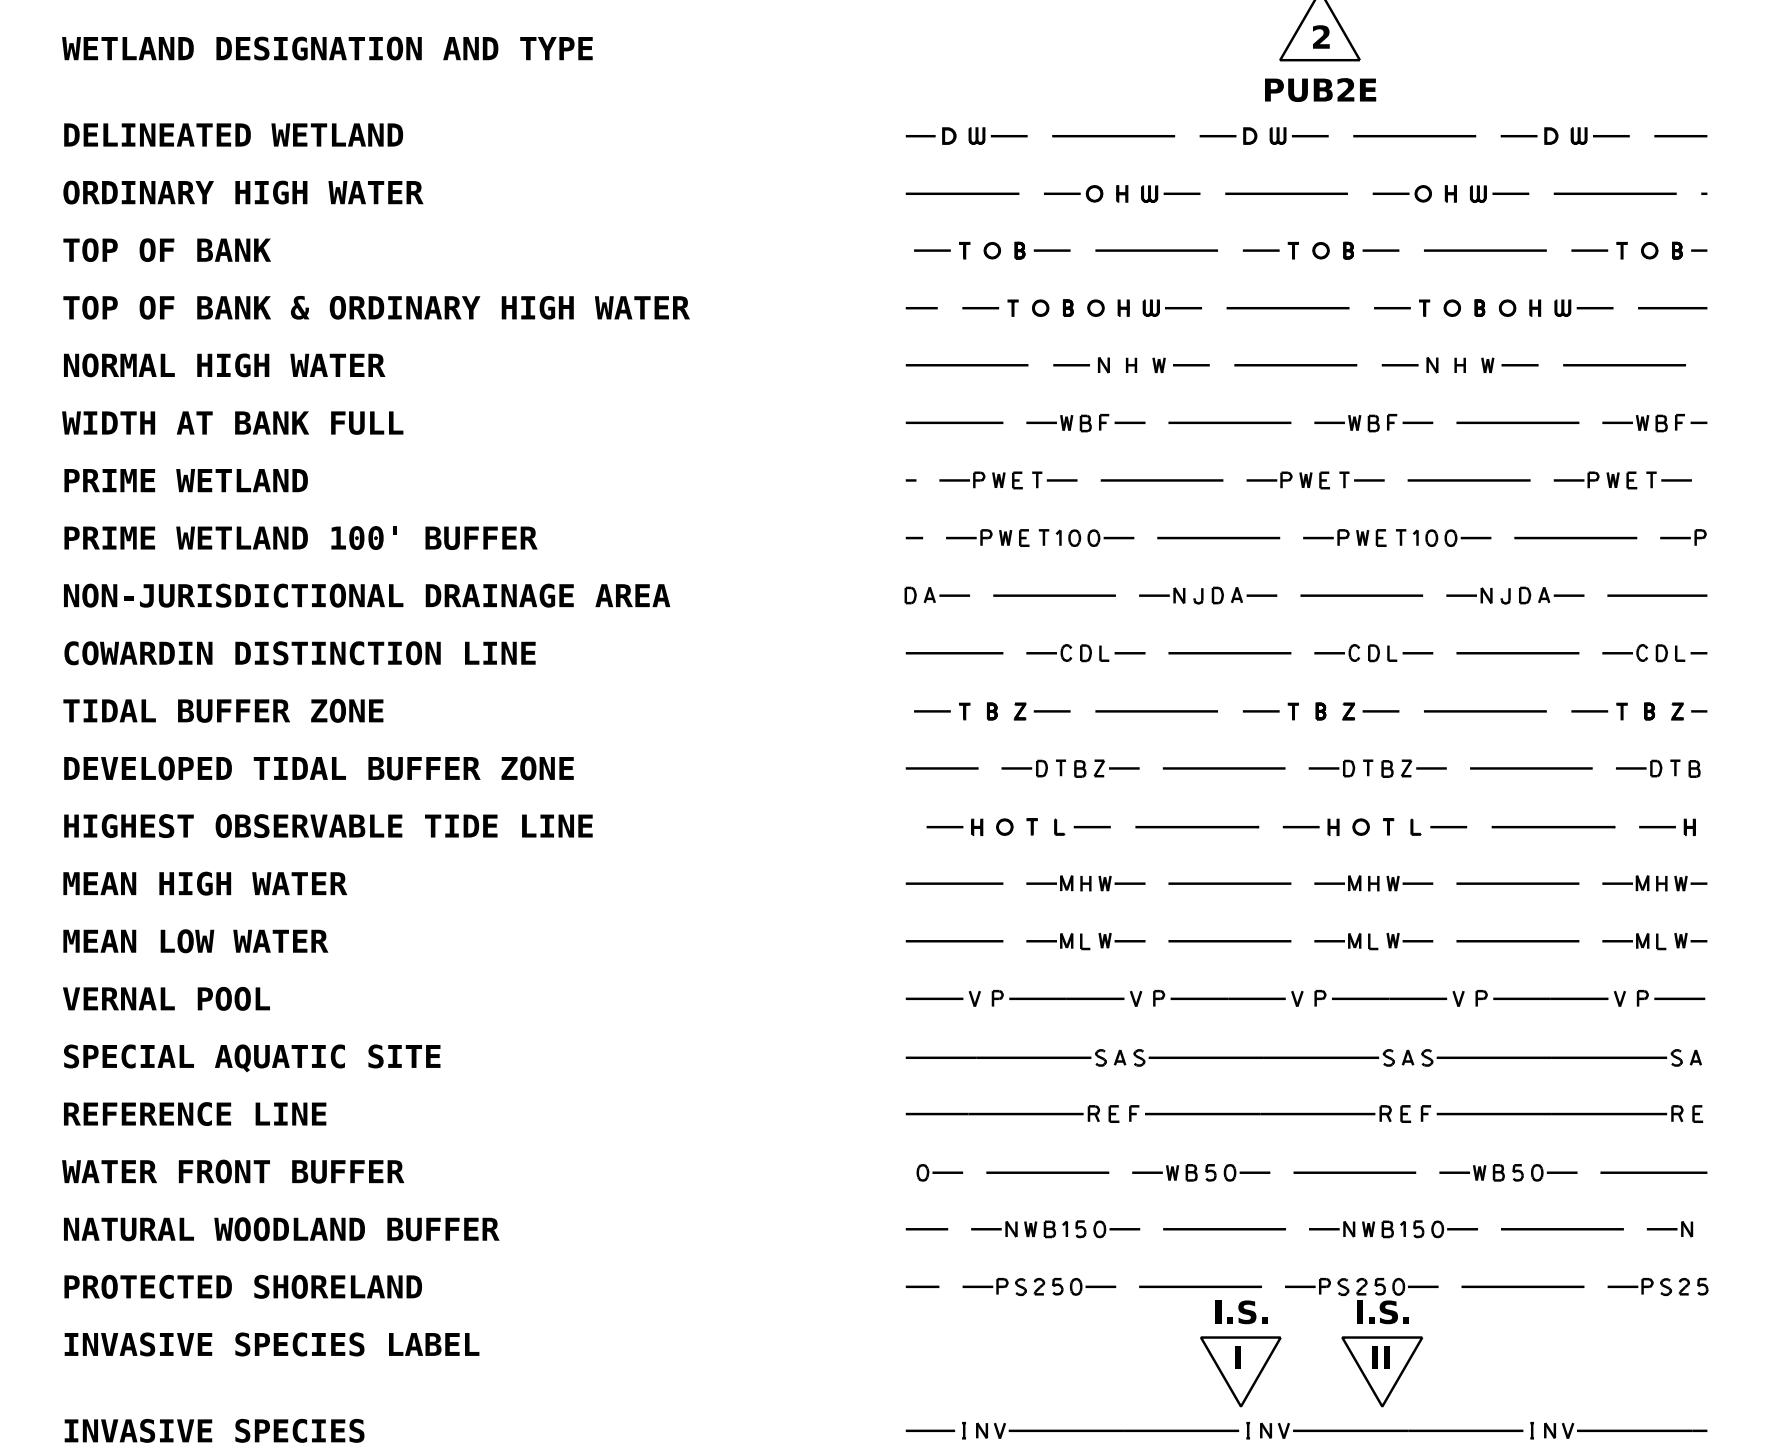 2
WETLAND DESIGNATION AND TYPE
PUB2E
DELINEATED WETLAND DW DW DW
ORDINARY HIGH WATER OHW OHW
TOP OF BANK TOB TOB TOB
TOP OF BANK & ORDINARY HIGH WATER TOBOHW TOBOHW
NORMAL HIGH WATER NHW NHW
WIDTH AT BANK FULL WBF WBF WBF
PRIME WETLAND PWET PWET PWET
PRIME WETLAND 100' BUFFER PWET100 PWET100 P
NON-JURISDICTIONAL DRAINAGE AREA DA NJDA NJDA
COWARDIN DISTINCTION LINE CDL CDL CDL
TIDAL BUFFER ZONE TBZ TBZ TBZ
DEVELOPED TIDAL BUFFER ZONE DTBZ DTBZ DTB
HIGHEST OBSERVABLE TIDE LINE HOTL HOTL H
MEAN HIGH WATER MHW MHW MHW
MEAN LOW WATER MLW MLW MLW
VERNAL POOL VP VP VP VP VP
SPECIAL AQUATIC SITE SAS SAS SA
REFERENCE LINE REF REF RE
WATER FRONT BUFFER 0 WB50 WB50
NATURAL WOODLAND BUFFER NWB150 NWB150 N
PROTECTED SHORELAND PS250 PS250 PS25
I.S. I.S.
INVASIVE SPECIES LABEL I II
INVASIVE SPECIES INV INV INV